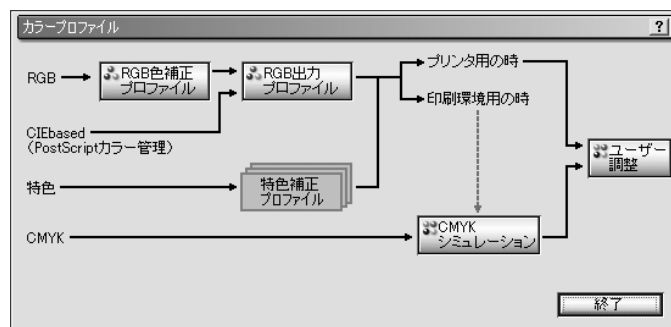 カラープロファイル
?
RGB
RGB色補正
プロファイル
RGB出力
プロファイル
プリンタ用の時
印刷環境用の時
CIEbased
(PostScriptカラー管理)
ユーザー
調整
特色
特色補正
プロファイル
CMYK
CMYK
シミュレーション
終了